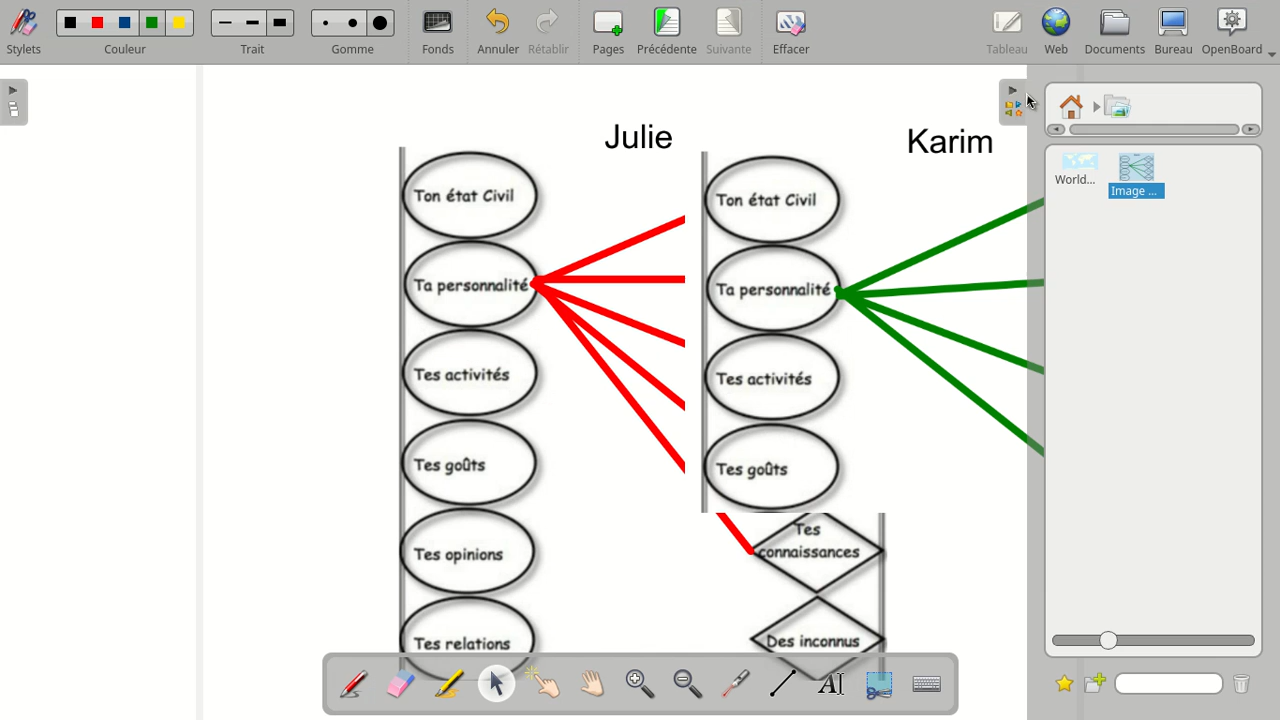 Stylets
Couleur
Trait
Gomme
Fonds
Annuler
Rétablir
Pages
Précédente
Suivante
Effacer
Tableau
Web
Documents
Bureau
OpenBoard
Julie
Karim
Ton état Civil
Ta personnalité
Tes activités
Tes goûts
Tes opinions
Tes relations
Ton état Civil
Ta personnalité
Tes activités
Tes goûts
Tes
connaissances
Des inconnus
World...
Image ...
AI